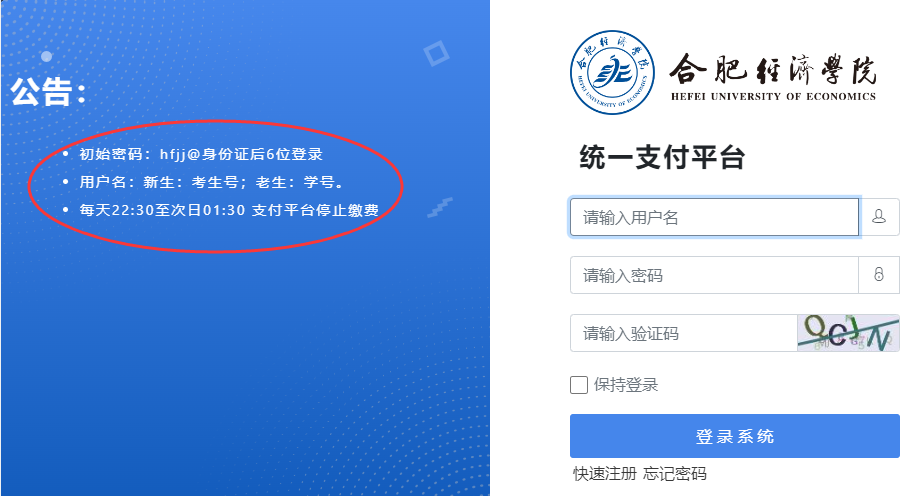 公告：
初始密码：hfjj@身份证后6位登录
用户名：新生：考生号；老生：学号。
每天22:30至次日01:30 支付平台停止缴费
合肥经济學院
HEFEI UNIVERSITY OF ECONOMICS
统一支付平台
请输入用户名
请输入密码
请输入验证码
保持登录
登录系统
快速注册 忘记密码